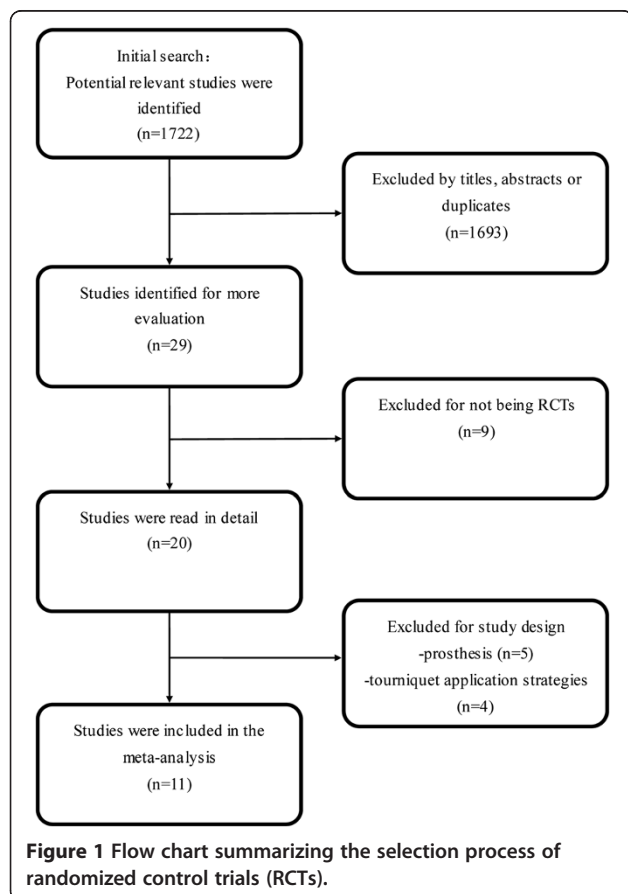 Initial search：
Potential relevant studies were
identified
(n=1722)
Excluded by titles, abstracts or
duplicates
(n=1693)
Studies identified for more
evaluation
(n=29)
Excluded for not being RCTs
(n=9)
Studies were read in detail
(n=20)
Excluded for study design
-prosthesis (n=5)
-tourniquet application strategies
(n=4)
Studies were included in the
meta-analysis
(n=11)
Figure 1 Flow chart summarizing the selection process of
randomized control trials (RCTs).